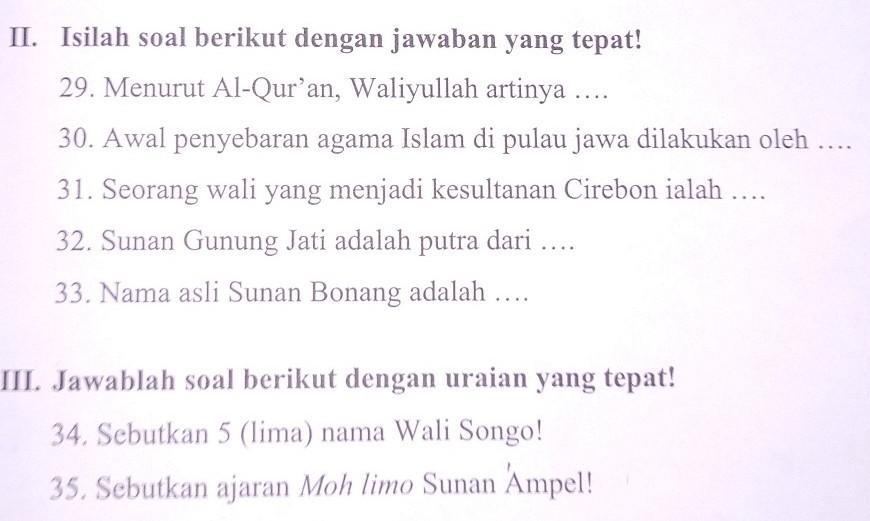 II. Isilah soal berikut dengan jawaban yang tepat!
29. Menurut Al-Qur’an, Waliyullah artinya ….
30. Awal penyebaran agama Islam di pulau jawa dilakukan oleh ….
31. Seorang wali yang menjadi kesultanan Cirebon ialah ….
32. Sunan Gunung Jati adalah putra dari ….
33. Nama asli Sunan Bonang adalah ….
III. Jawablah soal berikut dengan uraian yang tepat!
34. Sebutkan 5 (lima) nama Wali Songo!
35. Sebutkan ajaran Moh limo Sunan Ampel!